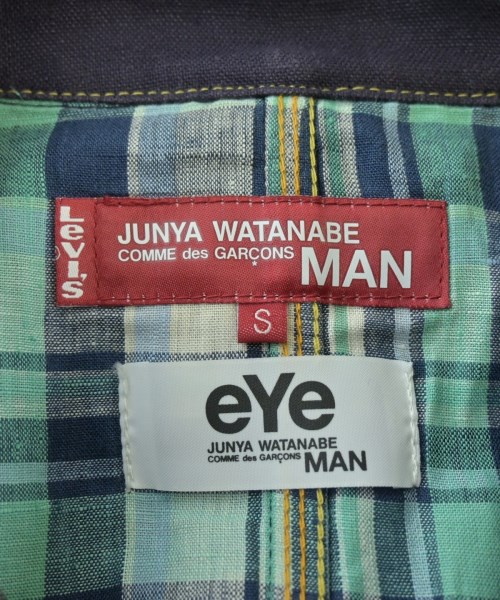 Levi's
JUNYA WATANABE
COMME des GARÇONS MAN
S
eYe
JUNYA WATANABE
COMME des GARÇONS MAN